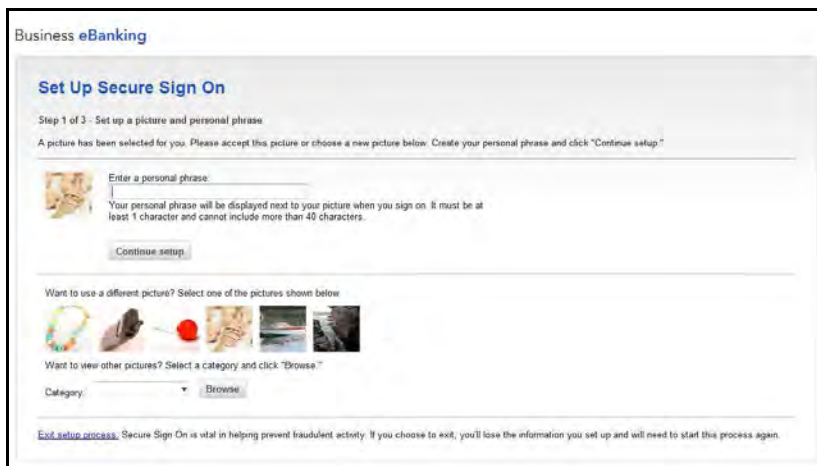 Business eBanking
Set Up Secure Sign On
Step 1 of 3 - Set up a picture and personal phrase
A picture has been selected for you. Please accept this picture or choose a new picture below. Create your personal phrase and click "Continue setup."
Enter a personal phrase:
Your personal phrase will be displayed next to your picture when you sign on. It must be at
least 1 character and cannot include more than 40 characters.
Continue setup
Want to use a different picture? Select one of the pictures shown below
Want to view other pictures? Select a category and click "Browse."
Category: Browse
Exit setup process. Secure Sign On is vital in helping prevent fraudulent activity. If you choose to exit, you'll lose the information you set up and will need to start this process again.